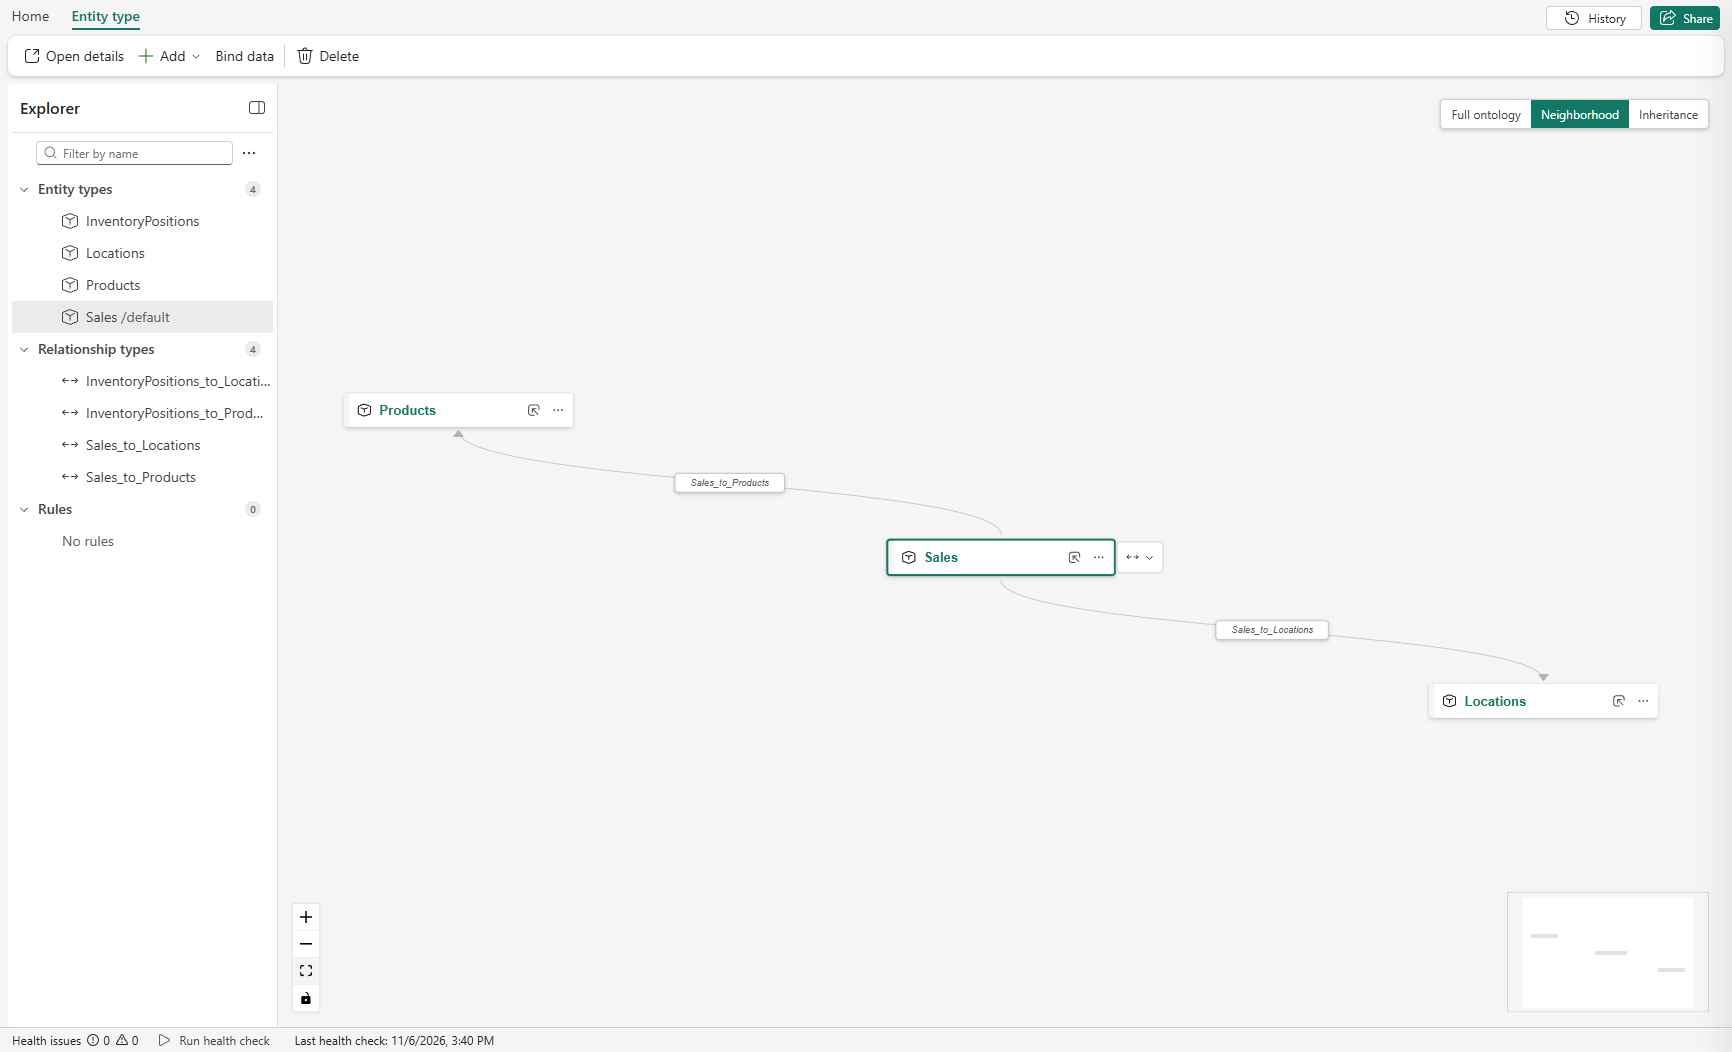 Home Entity type
History Share
Open details Add Bind data Delete
Explorer
Full ontology Neighborhood Inheritance
Filter by name ...
Entity types 4
InventoryPositions
Locations
Products
Sales /default
Relationship types 4
InventoryPositions_to_Locati...
InventoryPositions_to_Prod...
Sales_to_Locations
Sales_to_Products
Rules 0
No rules
Products ...
Sales_to_Products
Sales ...
Sales_to_Locations
Locations ...
Health issues 0 0 Run health check Last health check: 11/6/2026, 3:40 PM